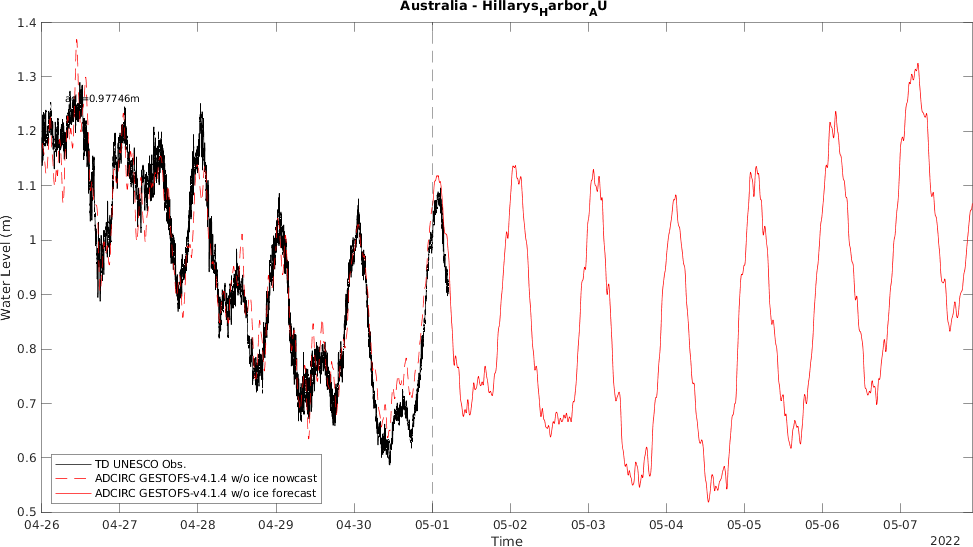 Australia - HillarysHarborAU
1.4
1.3
1.2
1.1
1
0.9
0.8
0.7
0.6
0.5
Water Level (m)
=0.97746m
TD UNESCO Obs.
ADCIRC GESTOFS-v4.1.4 w/o ice nowcast
ADCIRC GESTOFS-v4.1.4 w/o ice forecast
04-26 04-27 04-28 04-29 04-30 05-01 05-02 05-03 05-04 05-05 05-06 05-07
Time
2022